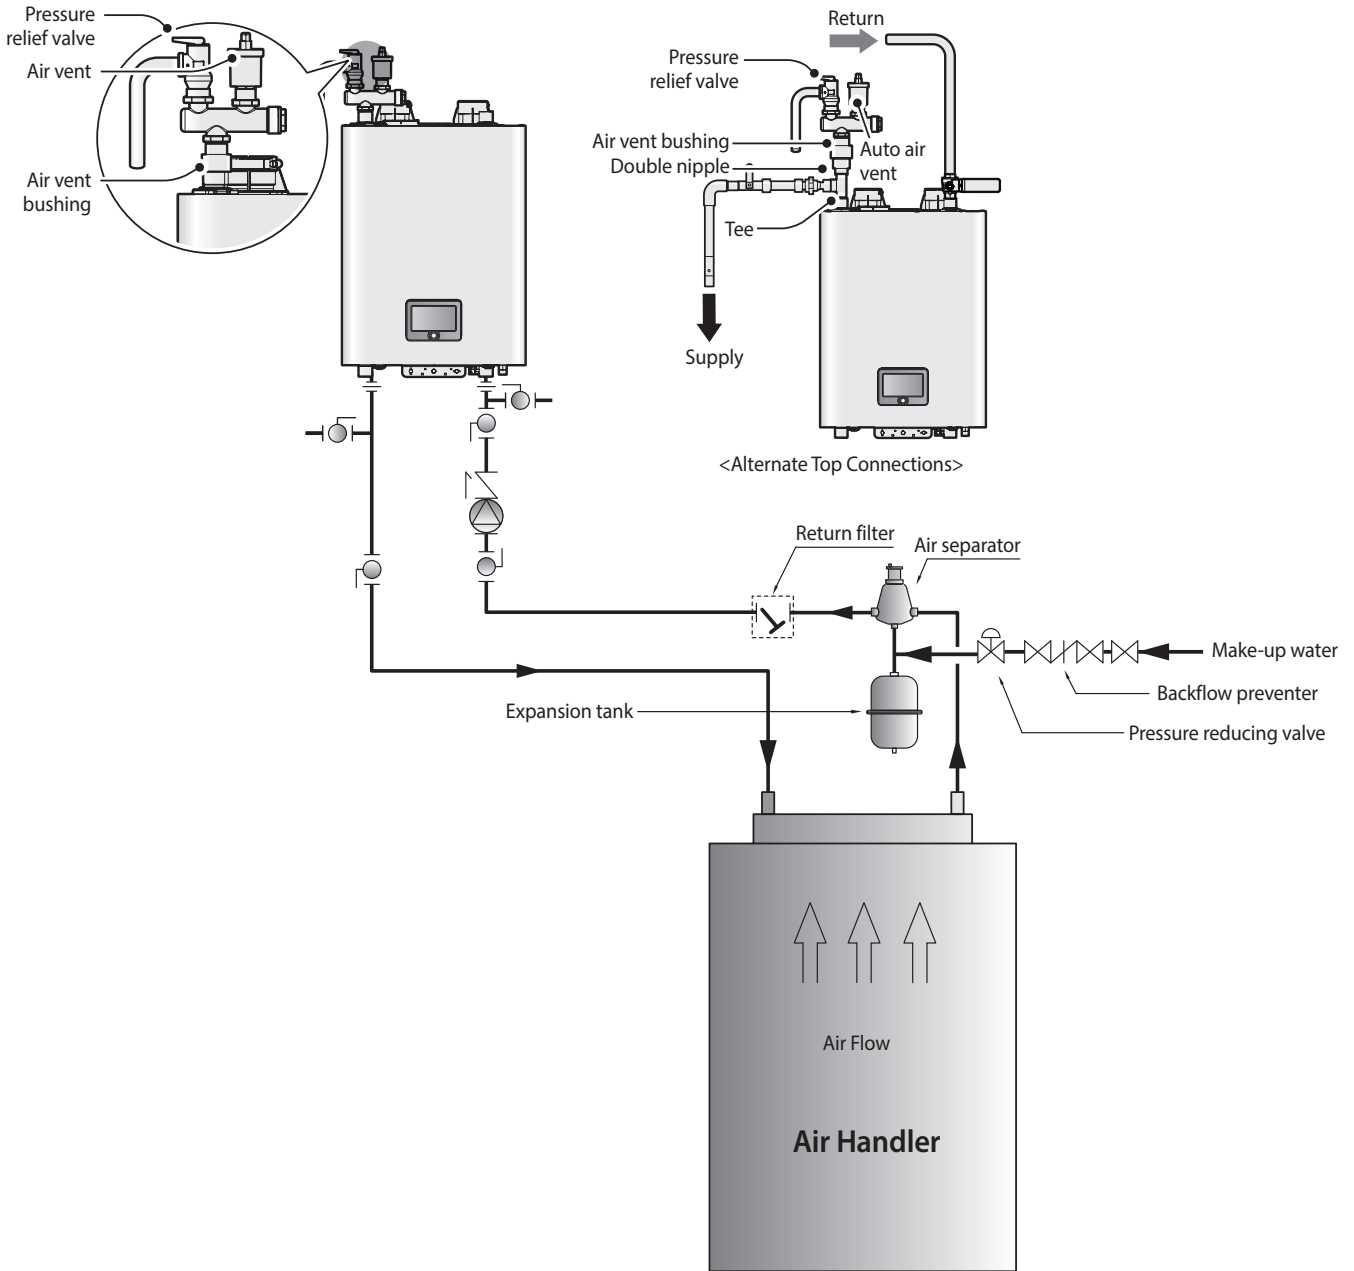 Pressure
relief valve
Air vent
Air vent
bushing
Return
Pressure
relief valve
Air vent bushing
Double nipple
Auto air
vent
Tee
Supply
<Alternate Top Connections>
Return filter
Air separator
Make-up water
Backflow preventer
Pressure reducing valve
Expansion tank
Air Flow
Air Handler